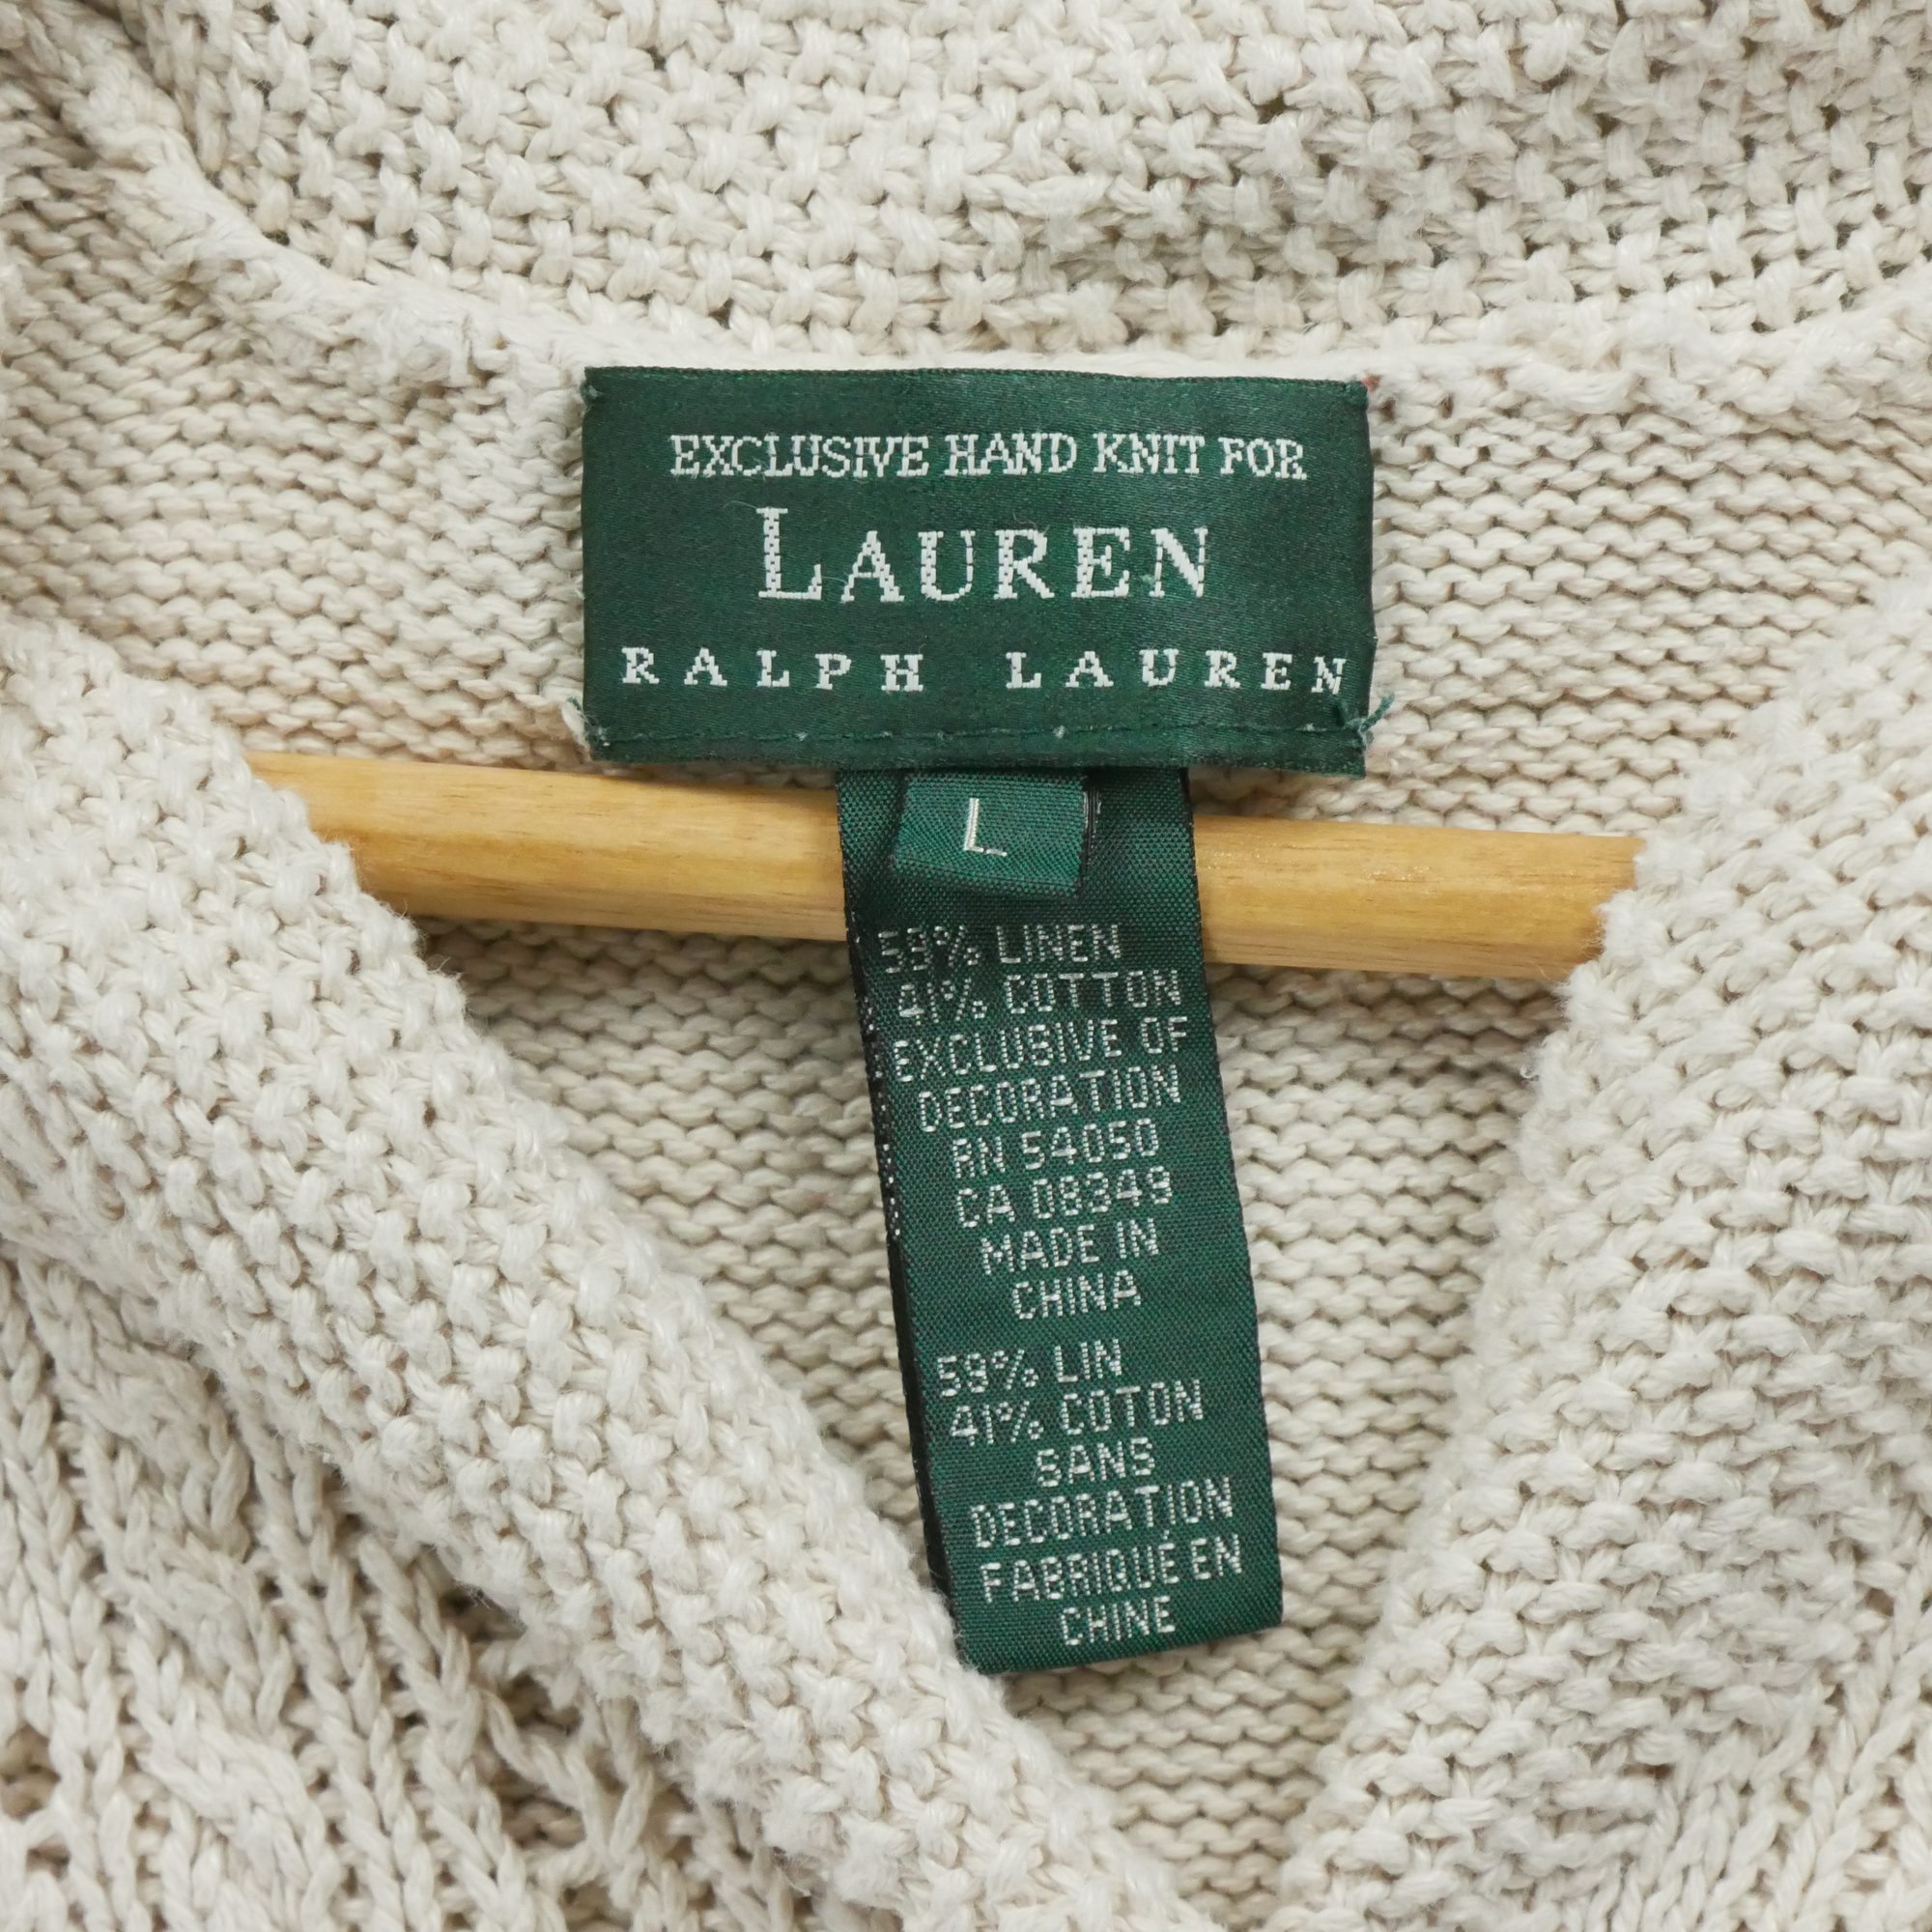 EXCLUSIVE HAND KNIT FOR
LAUREN
RALPH LAUREN
L
59% LINEN
41% COTTON
EXCLUSIVE OF
DECORATION
RN 54050
CA 08349
MADE IN
CHINA
59% LIN
41% COTON
SANS
DECORATION
FABRIQUÉ EN
CHINE